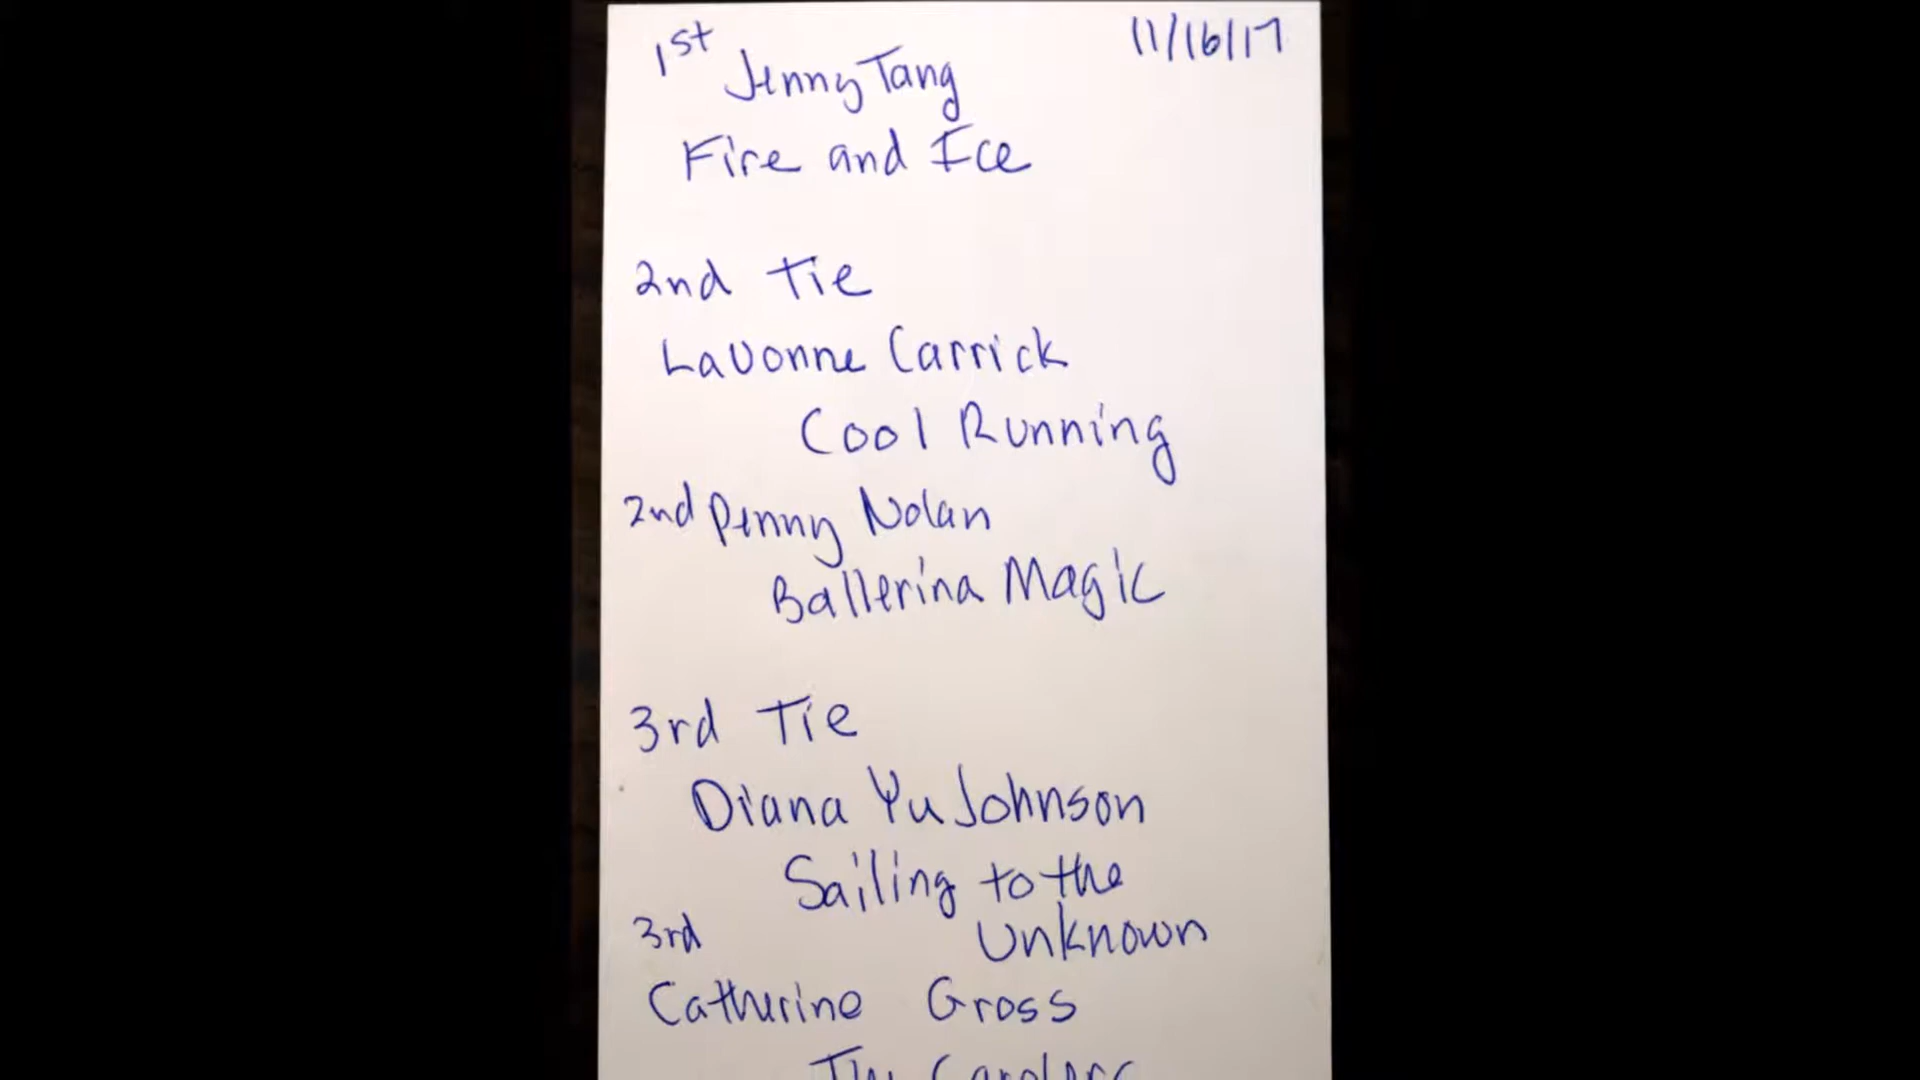 1st 11/16/17
Jenny Tang
Fire and Ice
2nd Tie
LaVonne Carrick
Cool Running
2nd Penny Nolan
Ballerina Magic
3rd Tie
Diana Yu Johnson
Sailing to the
3rd Unknown
Catherine Gross